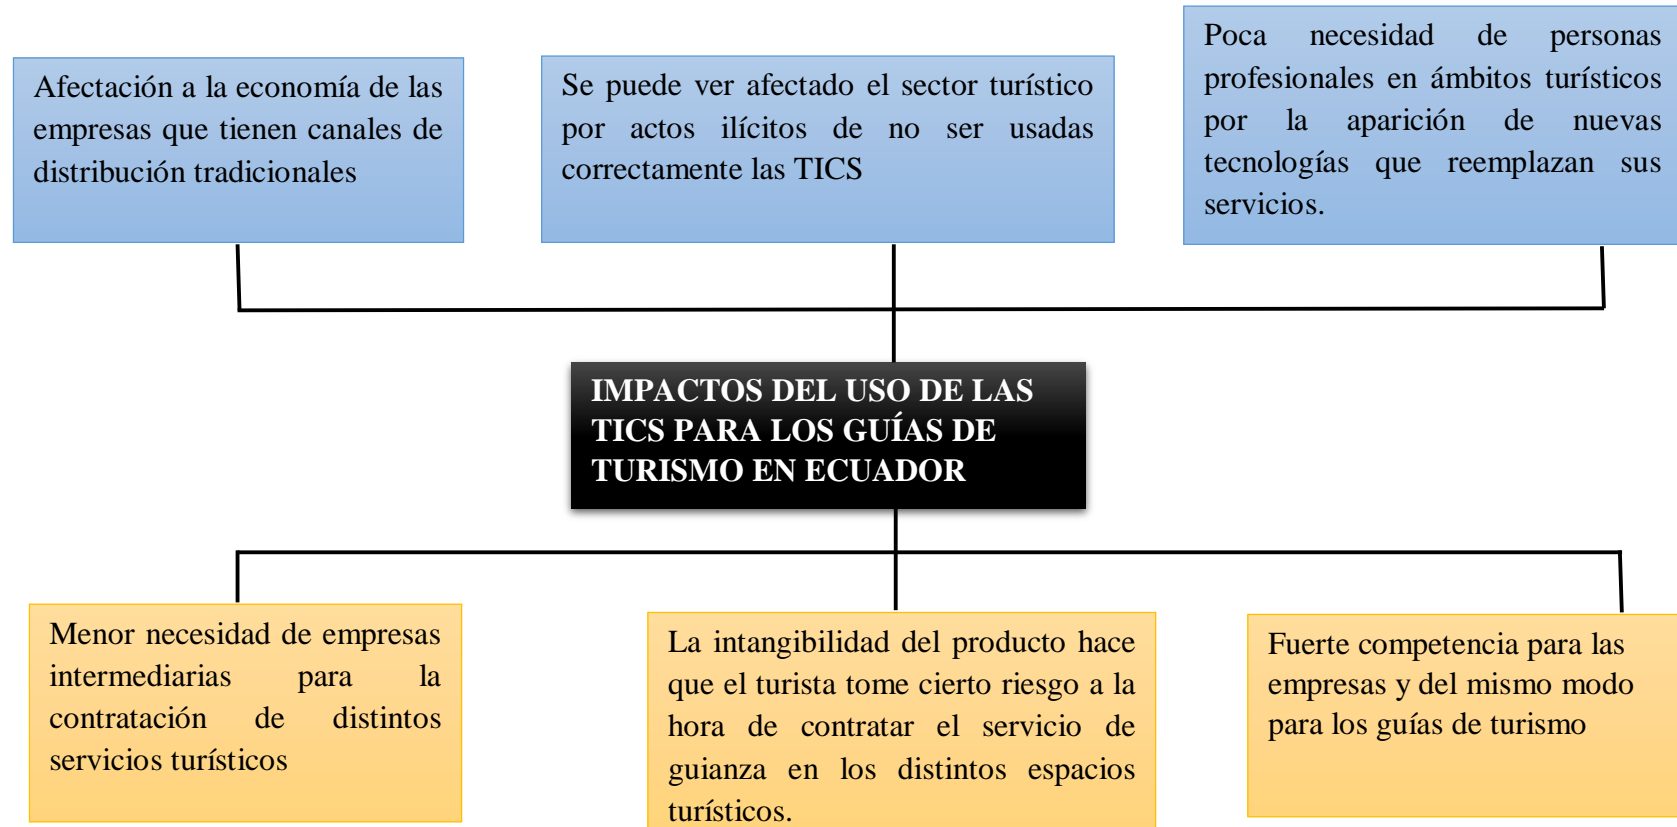 Afectación a la economía de las
empresas que tienen canales de
distribución tradicionales
Se puede ver afectado el sector turístico
por actos ilícitos de no ser usadas
correctamente las TICS
Poca necesidad de personas
profesionales en ámbitos turísticos
por la aparición de nuevas
tecnologías que reemplazan sus
servicios.
IMPACTOS DEL USO DE LAS
TICS PARA LOS GUÍAS DE
TURISMO EN ECUADOR
Menor necesidad de empresas
intermediarias para la
contratación de distintos
servicios turísticos
La intangibilidad del producto hace
que el turista tome cierto riesgo a la
hora de contratar el servicio de
guianza en los distintos espacios
turísticos.
Fuerte competencia para las
empresas y del mismo modo
para los guías de turismo